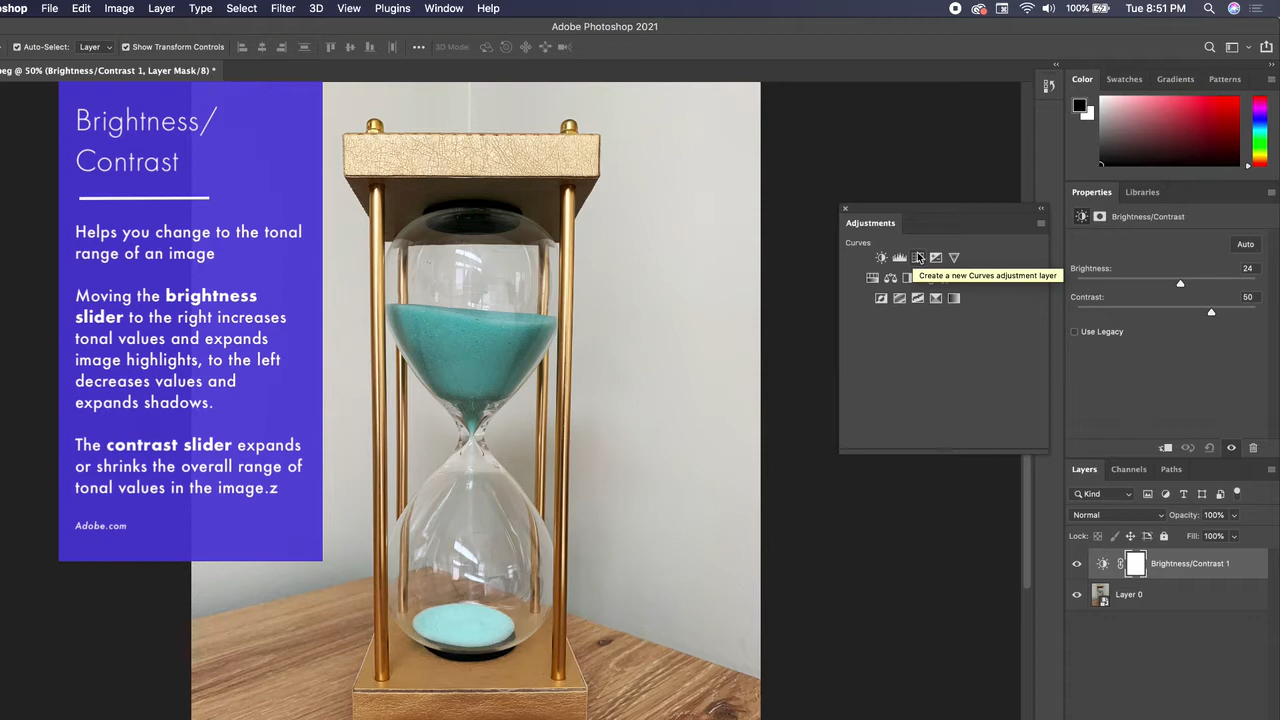 oshop File Edit Image Layer Type Select Filter 3D View Plugins Window Help 100% Tue 8:51 PM
Adobe Photoshop 2021
Auto-Select: Layer Show Transform Controls 3D Mode:
peg @ 50% (Brightness/Contrast 1, Layer Mask/8) *
Color Swatches Gradients Patterns
Brightness/
Contrast
Helps you change to the tonal
range of an image
Moving the brightness
slider to the right increases
tonal values and expands
image highlights, to the left
decreases values and
expands shadows.
The contrast slider expands
or shrinks the overall range of
tonal values in the image.z
Adobe.com
Adjustments
Curves
Create a new Curves adjustment layer
Properties Libraries
Brightness/Contrast
Auto
Brightness: 24
Contrast: 50
Use Legacy
Layers Channels Paths
Kind
Normal Opacity: 100%
Lock: Fill: 100%
Brightness/Contrast 1
Layer 0